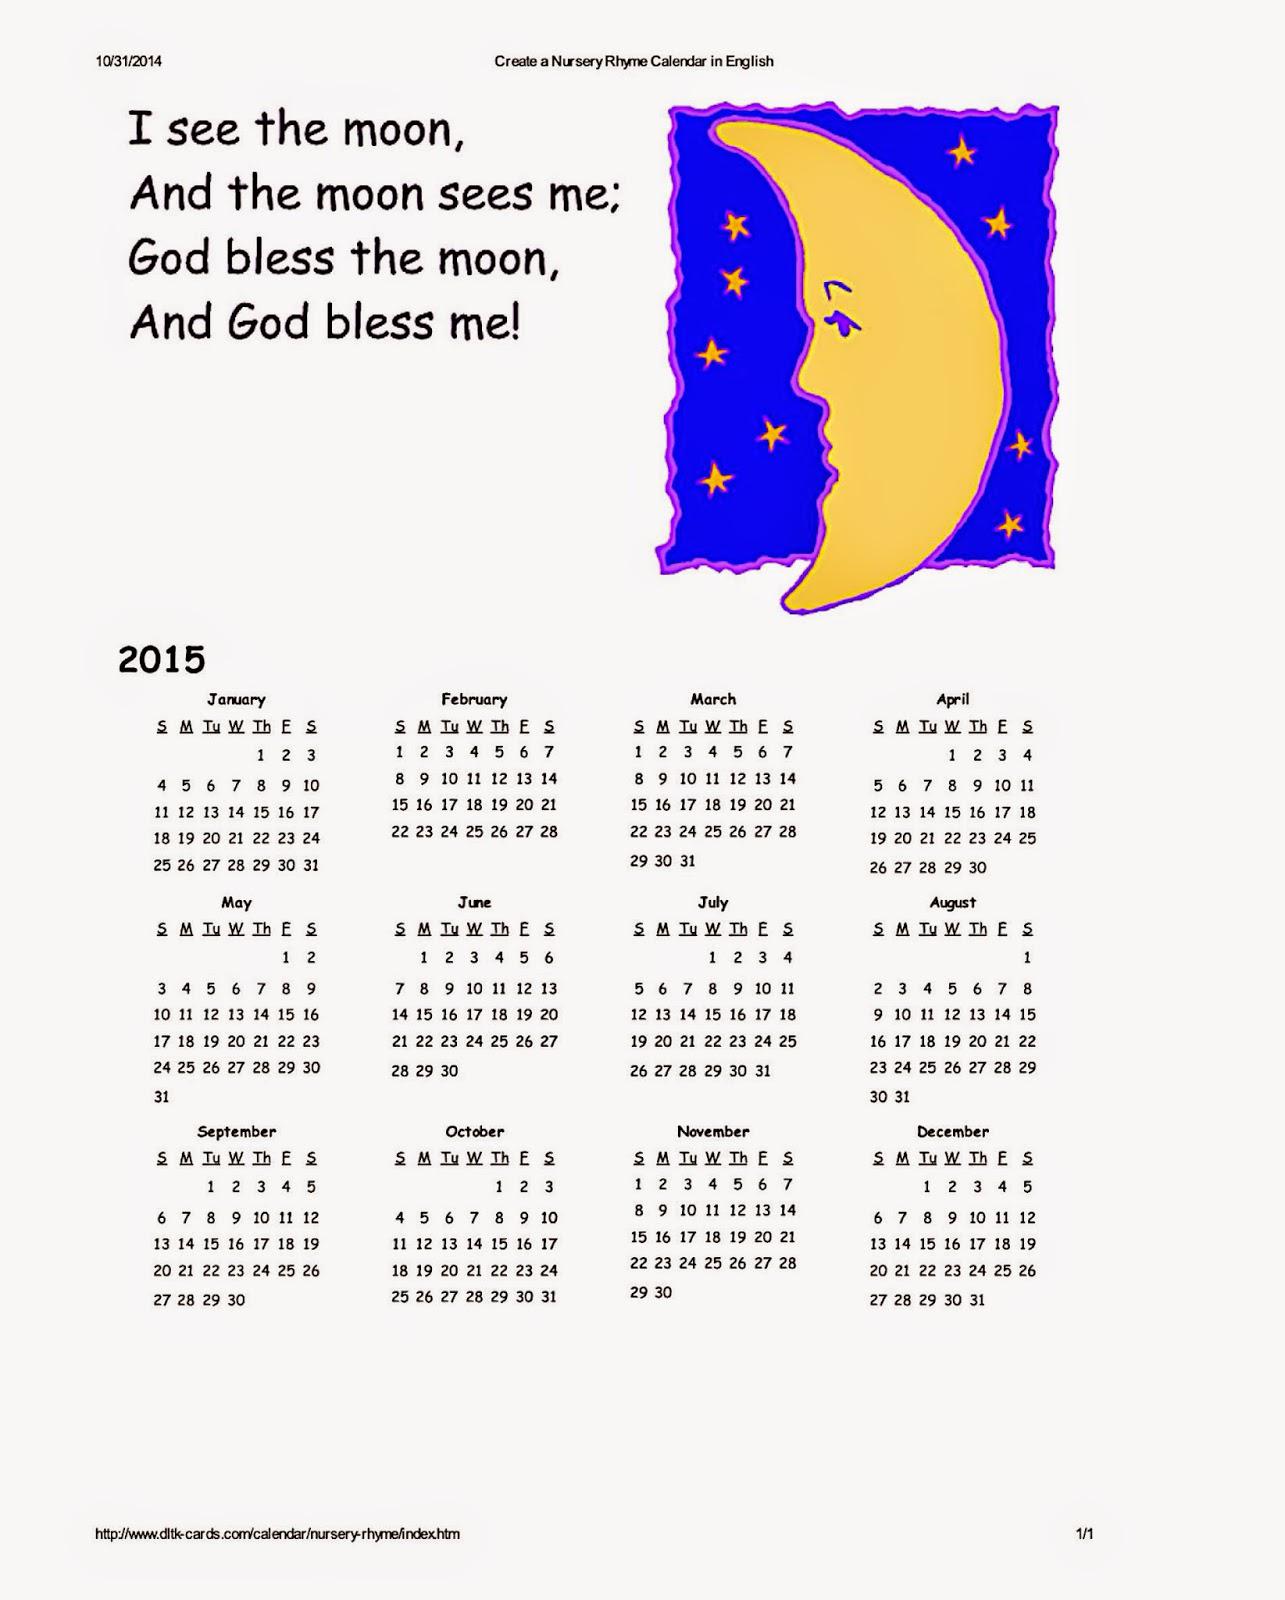 10/31/2014 Create a Nursery Rhyme Calendar in English
I see the moon,
And the moon sees me;
God bless the moon,
And God bless me!
2015
January February March April
S M Tu W Th F S S M Tu W Th F S S M Tu W Th F S S M Tu W Th F S
1 2 3 1 2 3 4 5 6 7 1 2 3 4 5 6 7 1 2 3 4
4 5 6 7 8 9 10 8 9 10 11 12 13 14 8 9 10 11 12 13 14 5 6 7 8 9 10 11
11 12 13 14 15 16 17 15 16 17 18 19 20 21 15 16 17 18 19 20 21 12 13 14 15 16 17 18
18 19 20 21 22 23 24 22 23 24 25 26 27 28 22 23 24 25 26 27 28 19 20 21 22 23 24 25
25 26 27 28 29 30 31 29 30 31 26 27 28 29 30
May June July August
S M Tu W Th F S S M Tu W Th F S S M Tu W Th F S S M Tu W Th F S
1 2 1 2 3 4 5 6 1 2 3 4 1
3 4 5 6 7 8 9 7 8 9 10 11 12 13 5 6 7 8 9 10 11 2 3 4 5 6 7 8
10 11 12 13 14 15 16 14 15 16 17 18 19 20 12 13 14 15 16 17 18 9 10 11 12 13 14 15
17 18 19 20 21 22 23 21 22 23 24 25 26 27 19 20 21 22 23 24 25 16 17 18 19 20 21 22
24 25 26 27 28 29 30 28 29 30 26 27 28 29 30 31 23 24 25 26 27 28 29
31 30 31
September October November December
S M Tu W Th F S S M Tu W Th F S S M Tu W Th F S S M Tu W Th F S
1 2 3 4 5 1 2 3 1 2 3 4 5 6 7 1 2 3 4 5
6 7 8 9 10 11 12 4 5 6 7 8 9 10 8 9 10 11 12 13 14 6 7 8 9 10 11 12
13 14 15 16 17 18 19 11 12 13 14 15 16 17 15 16 17 18 19 20 21 13 14 15 16 17 18 19
20 21 22 23 24 25 26 18 19 20 21 22 23 24 22 23 24 25 26 27 28 20 21 22 23 24 25 26
27 28 29 30 25 26 27 28 29 30 31 29 30 27 28 29 30 31
http://www.dltk-cards.com/calendar/nursery-rhyme/index.htm 1/1